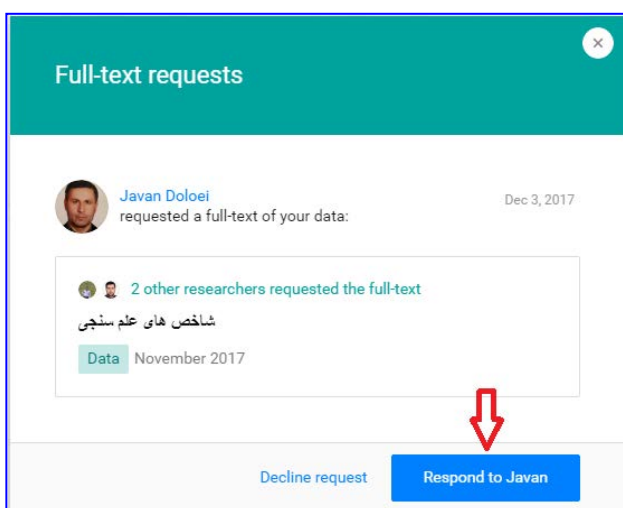 Full-text requests
Javan Doloei
Dec 3, 2017
requested a full-text of your data:
2 other researchers requested the full-text
شاخص های علم سنجی
Data November 2017
Decline request
Respond to Javan